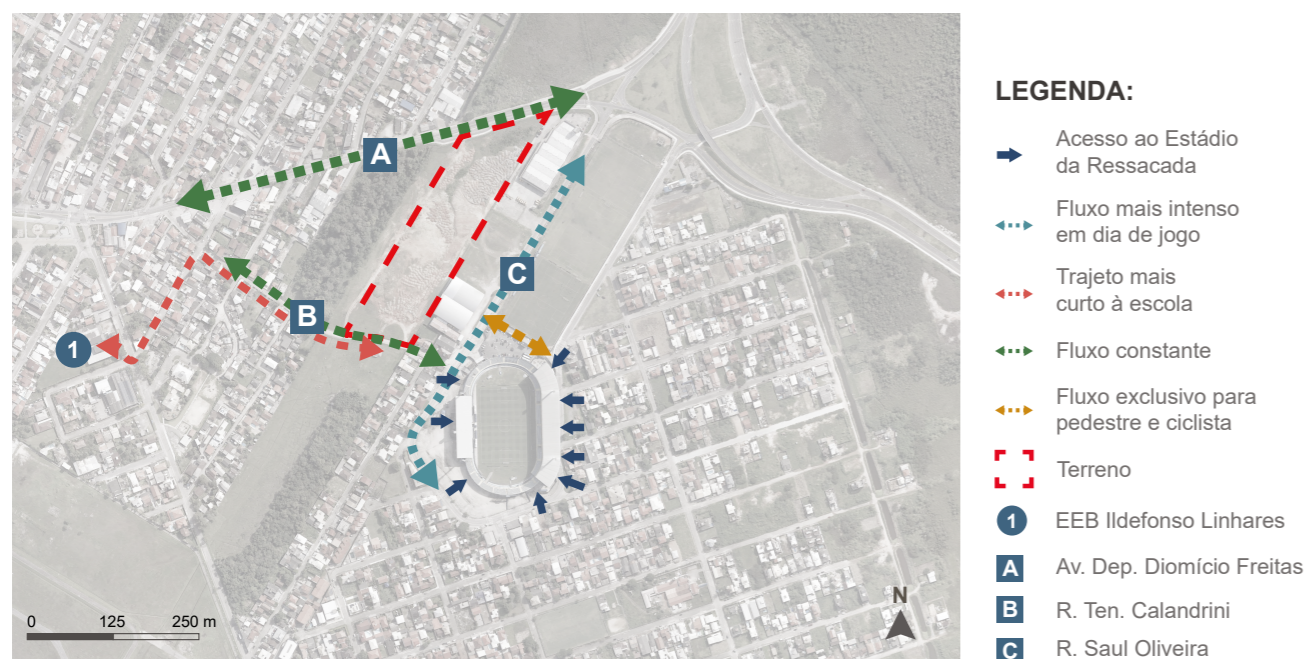 A
B
C
1
0 125 250 m
N
LEGENDA:
Acesso ao Estádio
da Ressacada
Fluxo mais intenso
em dia de jogo
Trajeto mais
curto à escola
Fluxo constante
Fluxo exclusivo para
pedestre e ciclista
Terreno
1 EEB Ildefonso Linhares
A Av. Dep. Diomício Freitas
B R. Ten. Calandrini
C R. Saul Oliveira